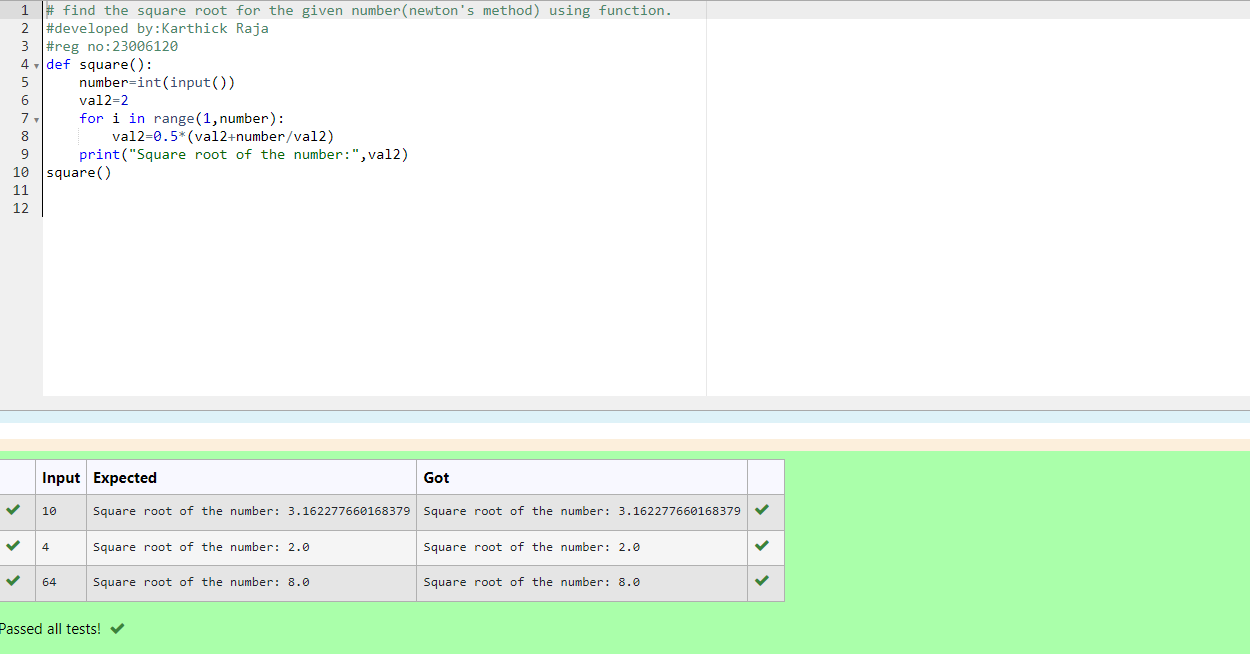 1 # find the square root for the given number(newton's method) using function.
2 #developed by:Karthick Raja
3 #reg no:23006120
4 def square():
5     number=int(input())
6     val2=2
7     for i in range(1,number):
8         val2=0.5*(val2+number/val2)
9     print("Square root of the number:",val2)
10 square()
11
12
Input Expected Got
10 Square root of the number: 3.162277660168379 Square root of the number: 3.162277660168379
4 Square root of the number: 2.0 Square root of the number: 2.0
64 Square root of the number: 8.0 Square root of the number: 8.0
Passed all tests!